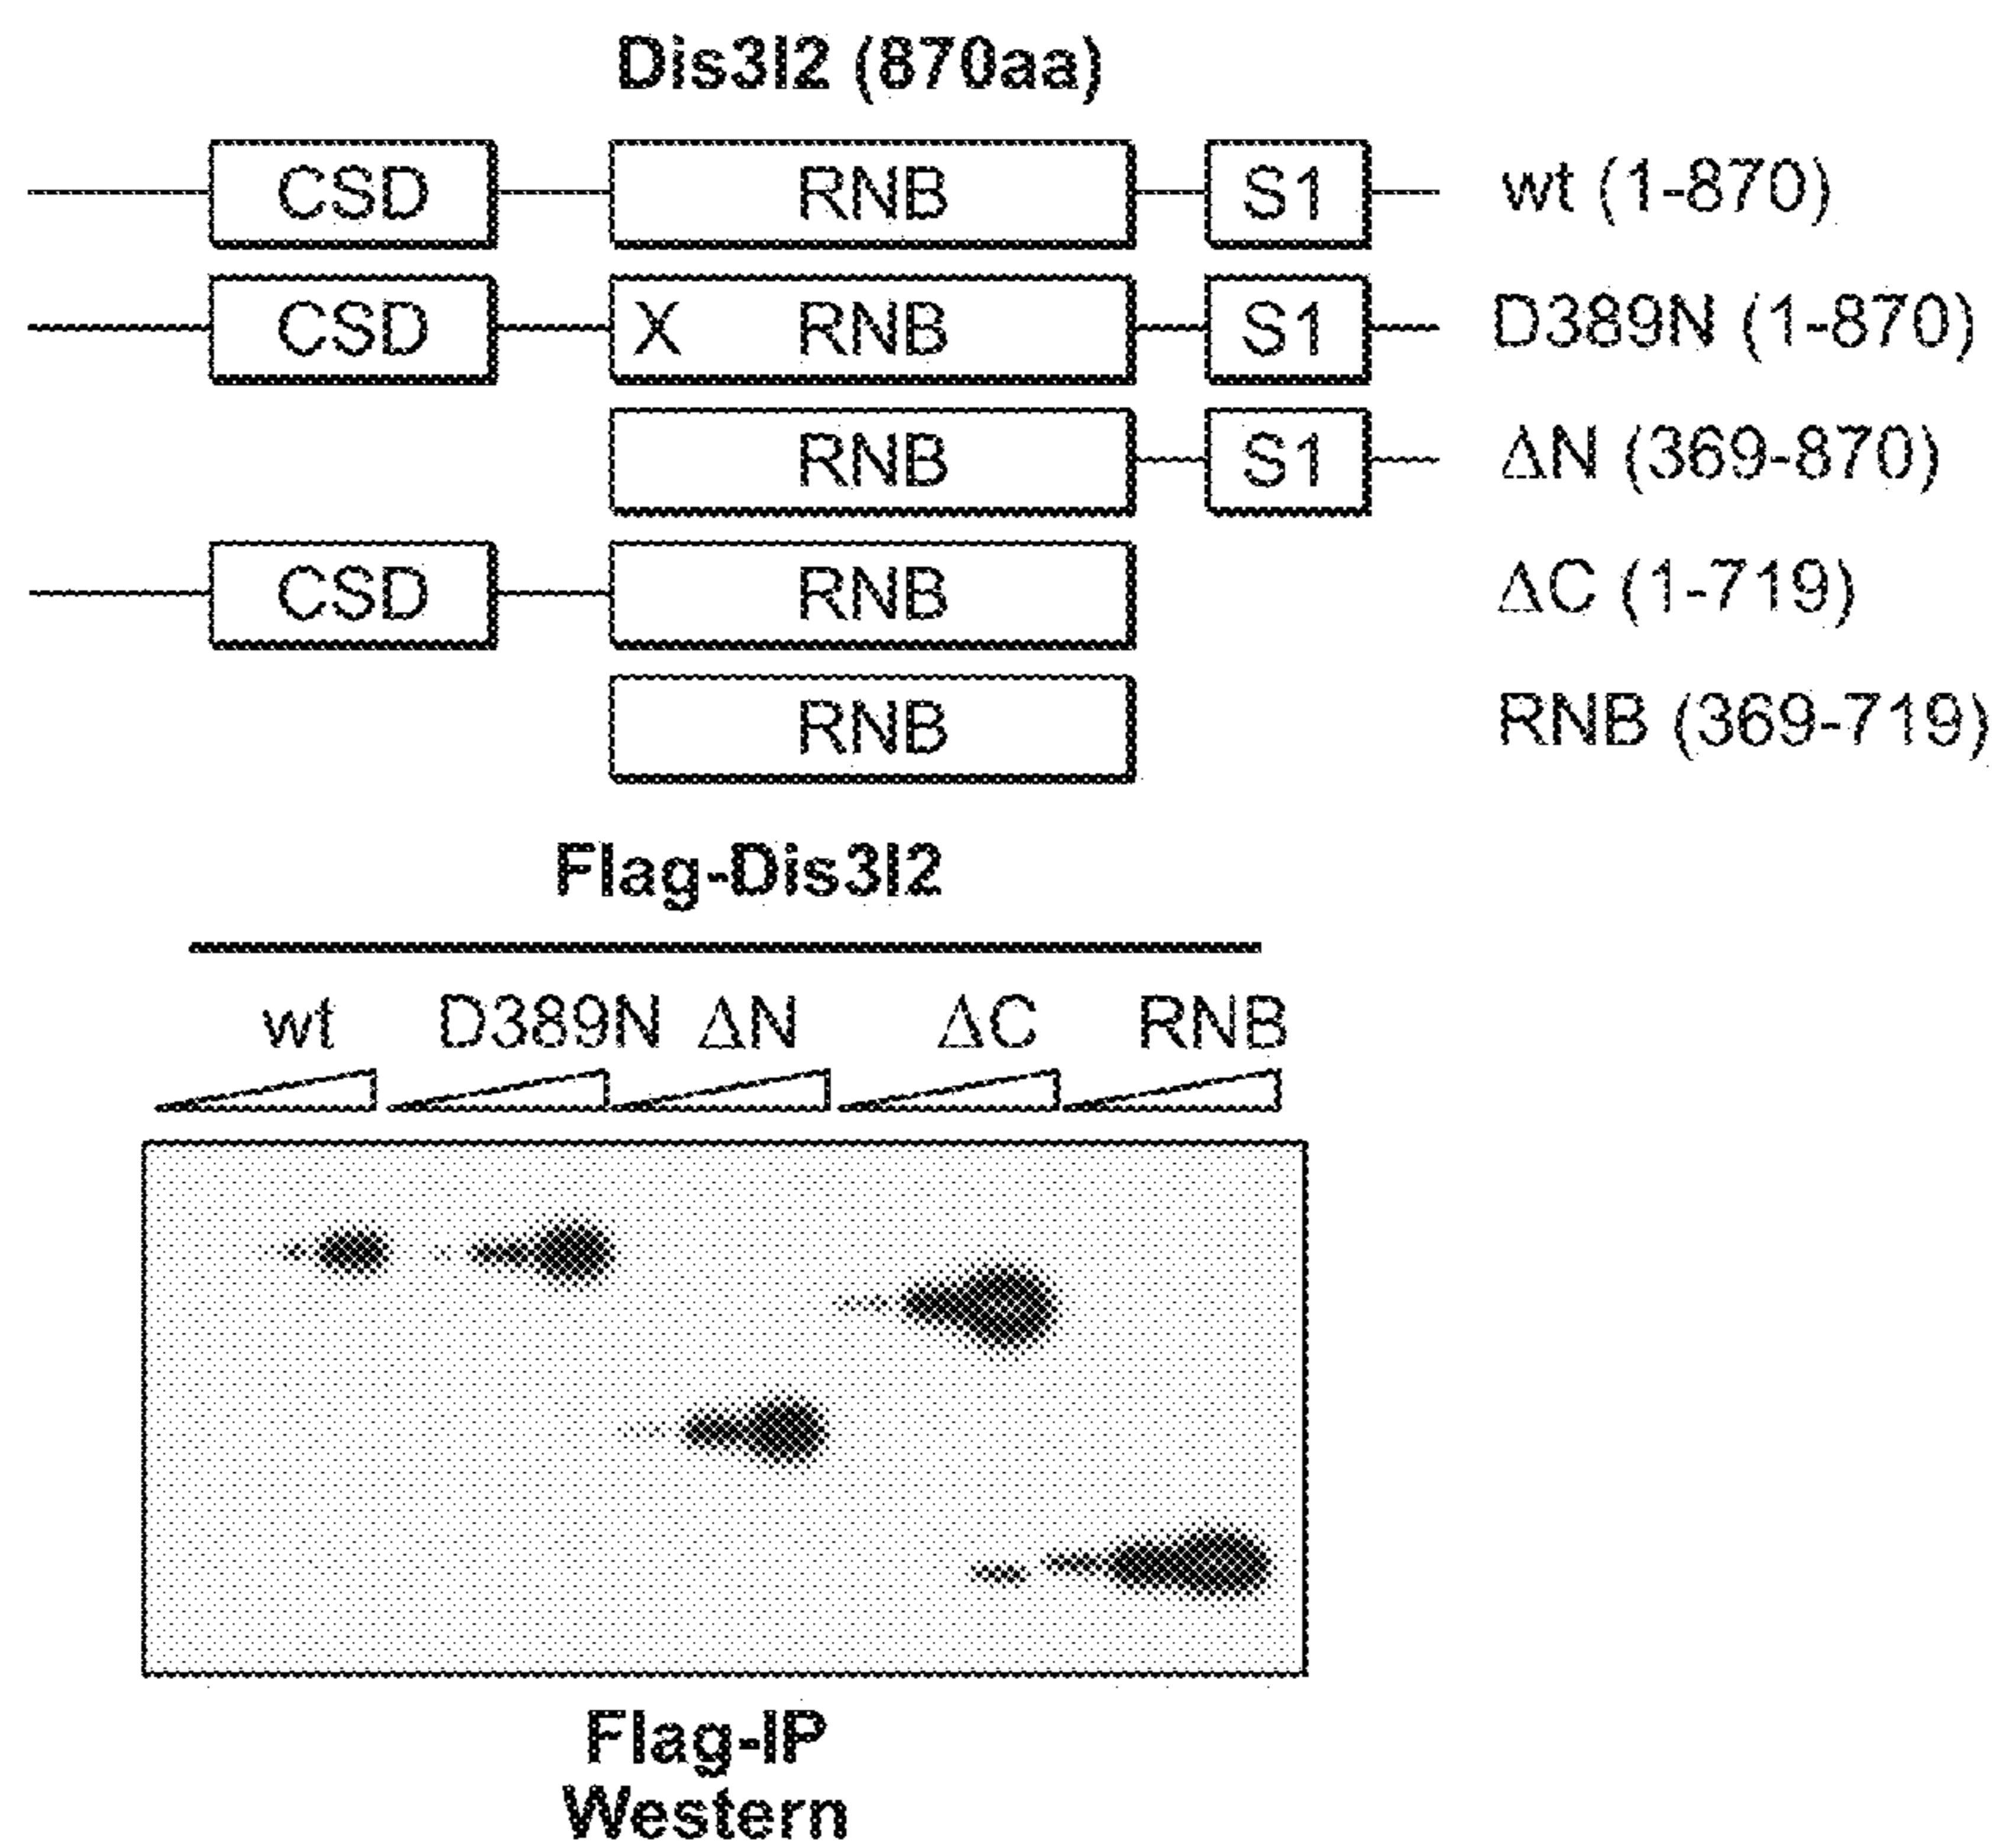 Dis3l2 (870aa)
CSD RNB S1 wt (1-870)
CSD X RNB S1 D389N (1-870)
RNB S1 ΔN (369-870)
CSD RNB ΔC (1-719)
RNB RNB (369-719)
Flag-Dis3l2
wt D389N ΔN ΔC RNB
Flag-IP
Western